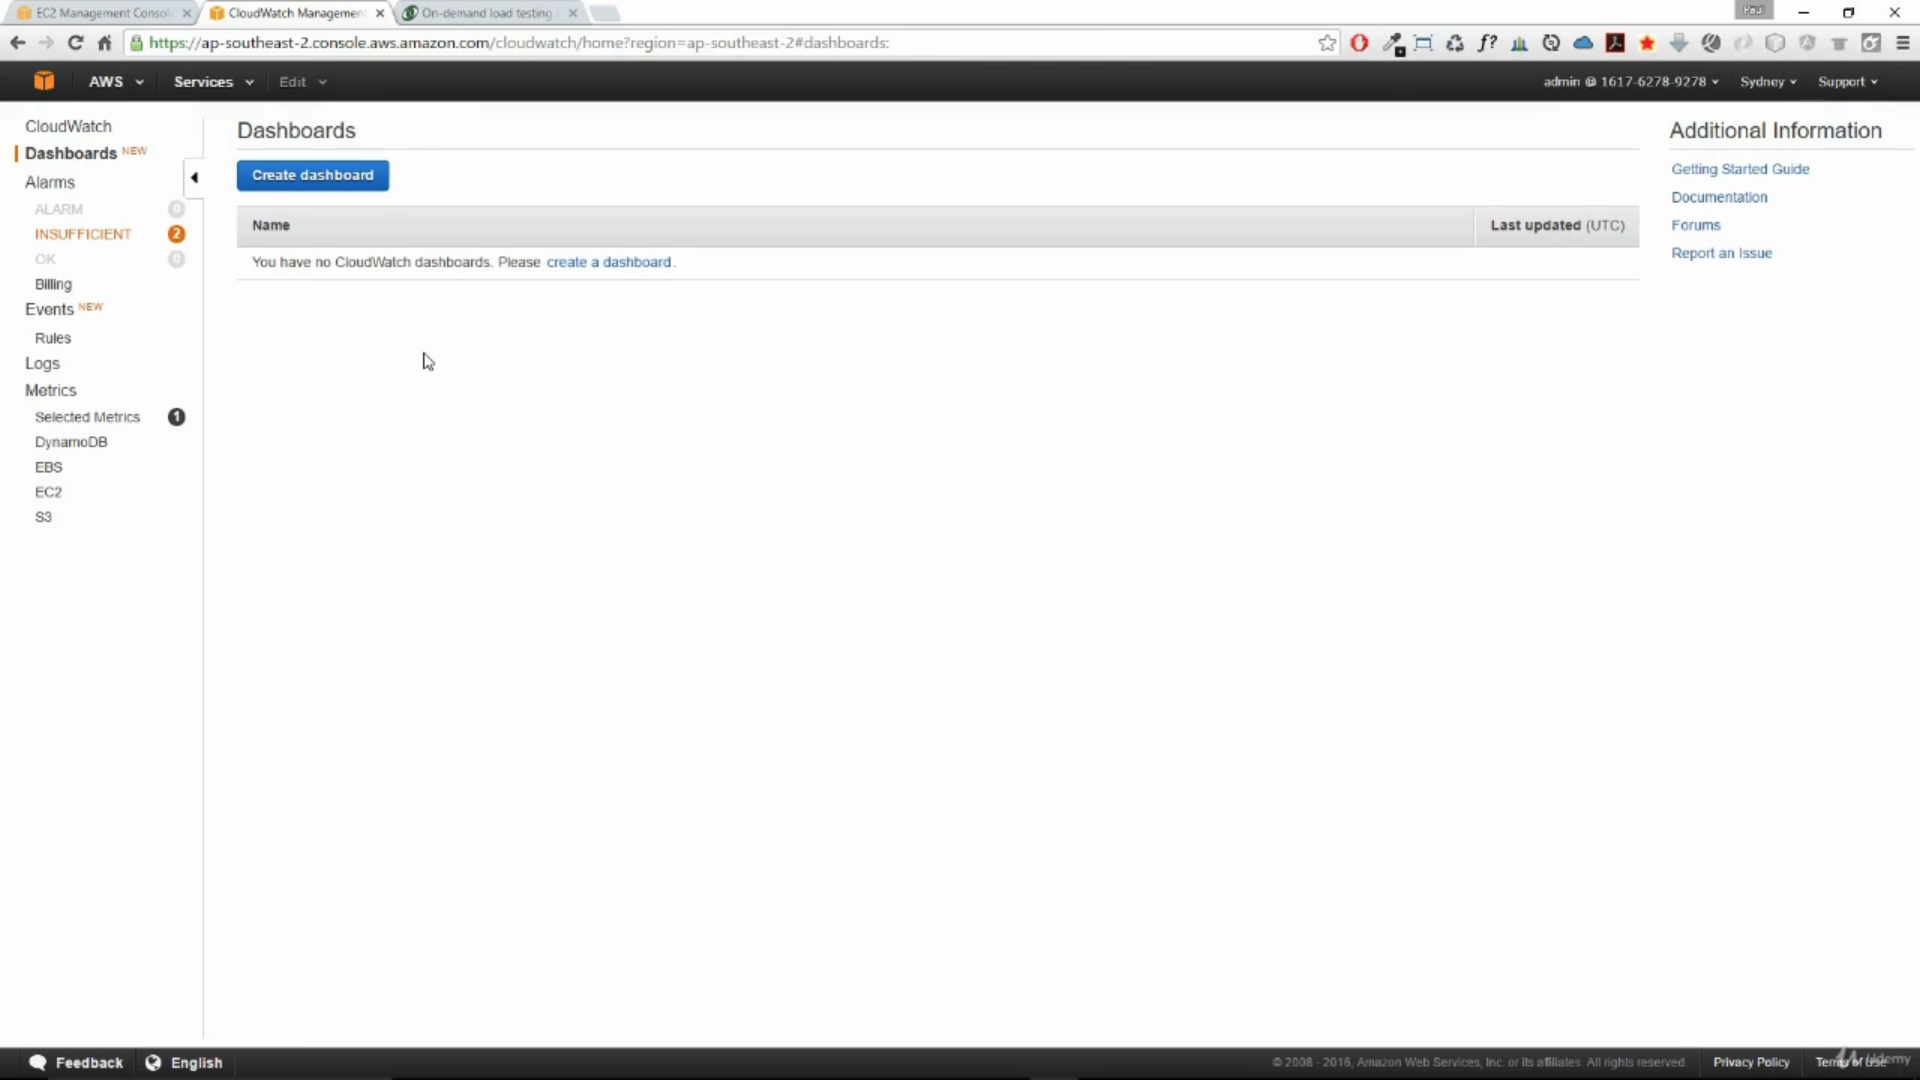 EC2 Management Consol
CloudWatch Managemen
On-demand load testing
Paul
https://ap-southeast-2.console.aws.amazon.com/cloudwatch/home?region=ap-southeast-2#dashboards:
f?
AWS
Services
Edit
admin @ 1617-6278-9278
Sydney
Support
CloudWatch
Dashboards NEW
Alarms
ALARM 0
INSUFFICIENT 2
OK 0
Billing
Events NEW
Rules
Logs
Metrics
Selected Metrics 1
DynamoDB
EBS
EC2
S3
Dashboards
Create dashboard
Name
Last updated (UTC)
You have no CloudWatch dashboards. Please create a dashboard.
Additional Information
Getting Started Guide
Documentation
Forums
Report an Issue
Feedback
English
© 2008 - 2016, Amazon Web Services, Inc. or its affiliates. All rights reserved.
Privacy Policy
Terms of Use
Udemy